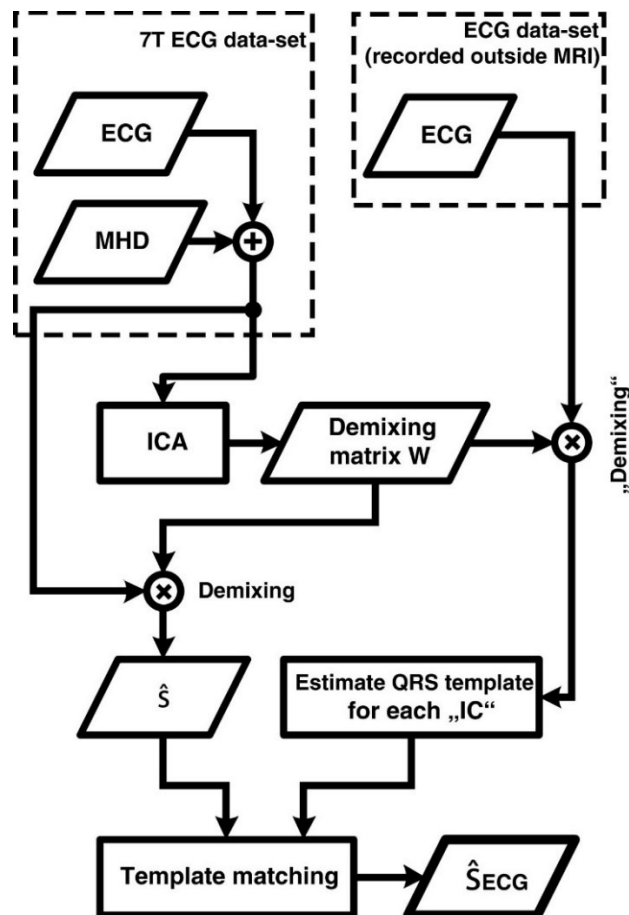 7T ECG data-set
ECG data-set
(recorded outside MRI)
ECG
ECG
MHD
+
ICA
Demixing
matrix W
×
„Demixing“
×
Demixing
Ŝ
Estimate QRS template
for each „IC“
Template matching
ŜECG